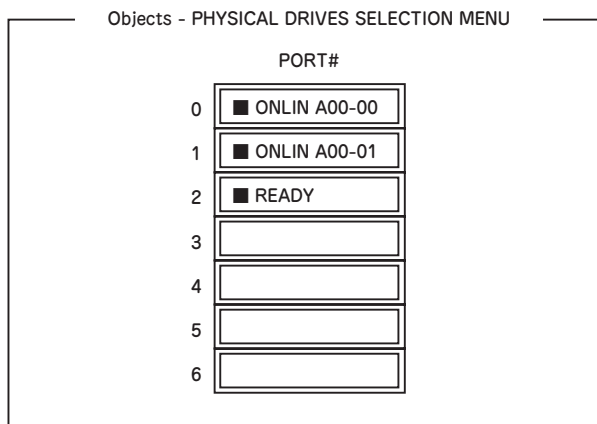 Objects - PHYSICAL DRIVES SELECTION MENU
PORT#
0 ■ ONLIN A00-00
1 ■ ONLIN A00-01
2 ■ READY
3
4
5
6